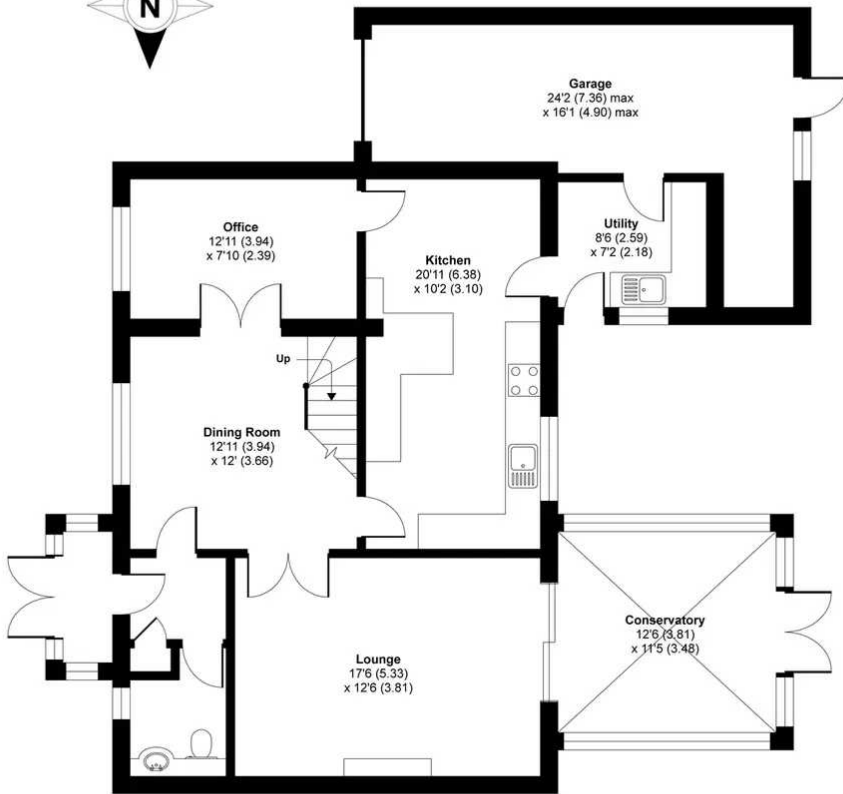 N
Garage
24'2 (7.36) max
x 16'1 (4.90) max
Office
12'11 (3.94)
x 7'10 (2.39)
Kitchen
20'11 (6.38)
x 10'2 (3.10)
Utility
8'6 (2.59)
x 7'2 (2.18)
Up
Dining Room
12'11 (3.94)
x 12' (3.66)
Lounge
17'6 (5.33)
x 12'6 (3.81)
Conservatory
12'6 (3.81)
x 11'5 (3.48)